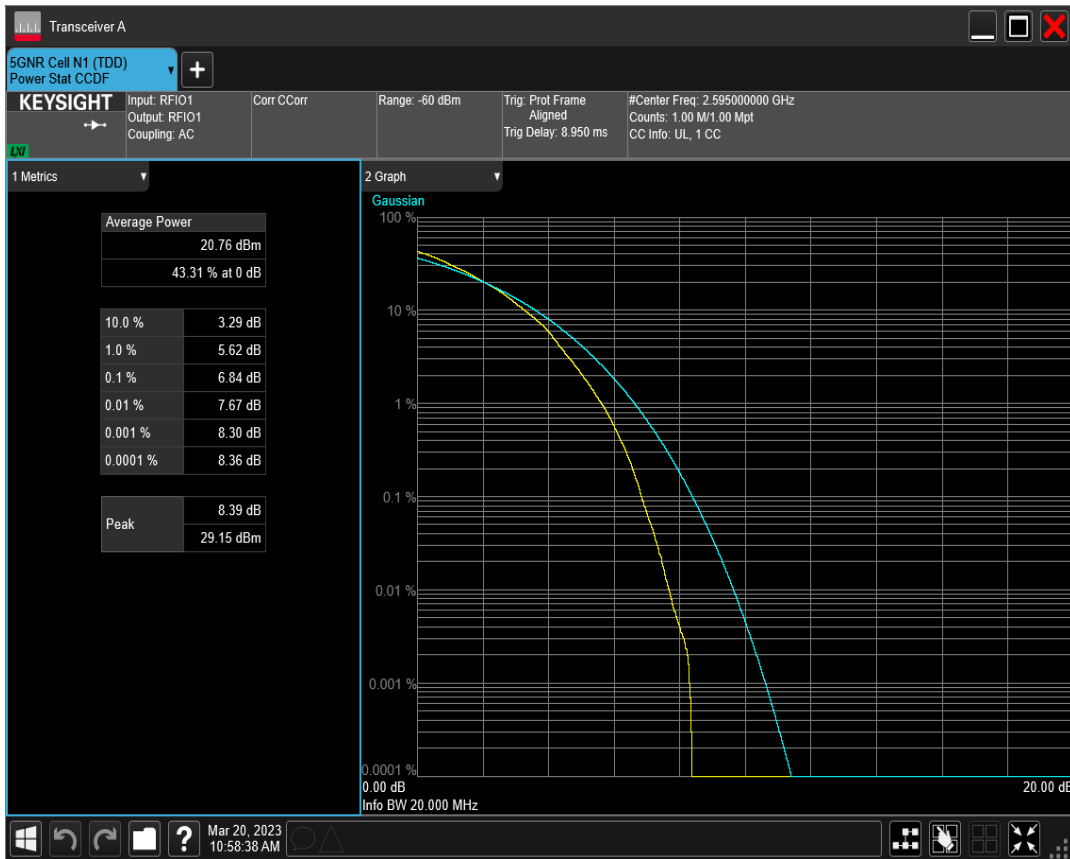 Transceiver A
5GNR Cell N1 (TDD)
Power Stat CCDF
+
KEYSIGHT
LXI
Input: RFIO1
Output: RFIO1
Coupling: AC
Corr CCorr
Range: -60 dBm
Trig: Prot Frame
Aligned
Trig Delay: 8.950 ms
#Center Freq: 2.595000000 GHz
Counts: 1.00 M/1.00 Mpt
CC Info: UL, 1 CC
1 Metrics
Average Power
20.76 dBm
43.31 % at 0 dB
10.0 % 3.29 dB
1.0 % 5.62 dB
0.1 % 6.84 dB
0.01 % 7.67 dB
0.001 % 8.30 dB
0.0001 % 8.36 dB
Peak
8.39 dB
29.15 dBm
2 Graph
Gaussian
100 %
10 %
1 %
0.1 %
0.01 %
0.001 %
0.0001 %
0.00 dB
20.00 dB
Info BW 20.000 MHz
?
Mar 20, 2023
10:58:38 AM